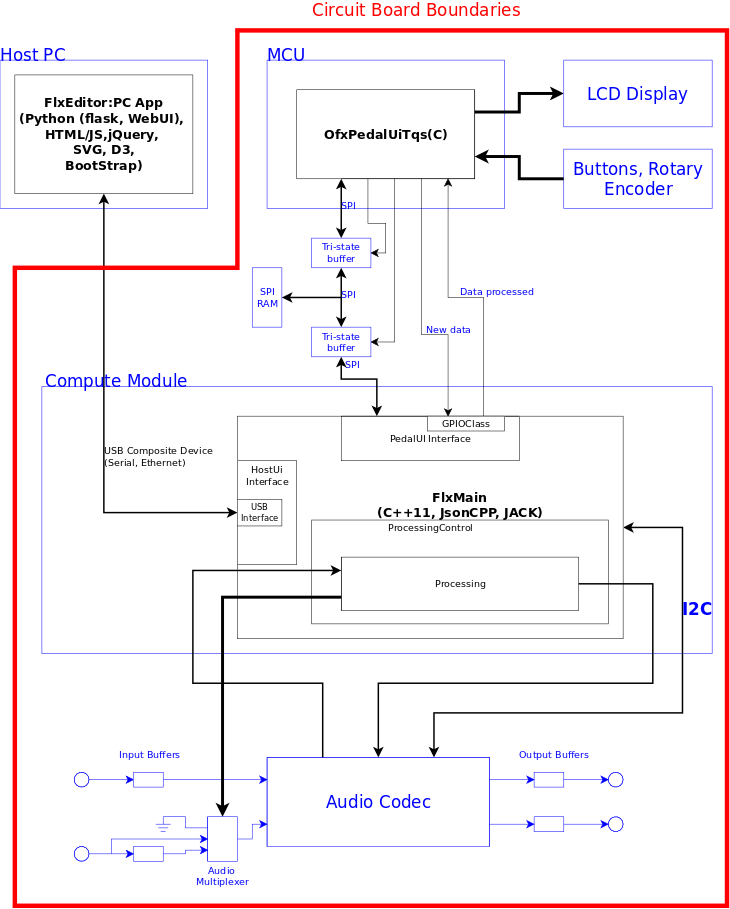 Circuit Board Boundaries
Host PC
MCU
FlxEditor:PC App
(Python (flask, WebUI),
HTML/JS,jQuery,
SVG, D3,
BootStrap)
OfxPedalUiTqs(C)
LCD Display
Buttons, Rotary
Encoder
SPI
Tri-state
buffer
SPI
RAM
SPI
Data processed
New data
Tri-state
buffer
SPI
Compute Module
GPIOClass
PedalUI Interface
USB Composite Device
(Serial, Ethernet)
HostUi
Interface
USB
Interface
FlxMain
(C++11, JsonCPP, JACK)
ProcessingControl
Processing
I2C
Input Buffers
Output Buffers
Audio Codec
Audio
Multiplexer